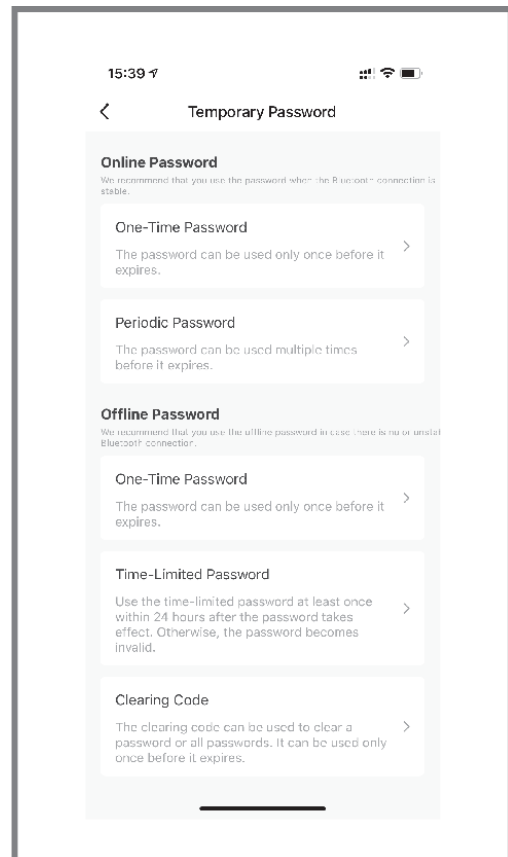 15:39
Temporary Password
Online Password
We recommend that you use the password when the Bluetooth connection is
stable.
One-Time Password
The password can be used only once before it
expires.
Periodic Password
The password can be used multiple times
before it expires.
Offline Password
We recommend that you use the offline password in case there is no or unstab
Bluetooth connection.
One-Time Password
The password can be used only once before it
expires.
Time-Limited Password
Use the time-limited password at least once
within 24 hours after the password takes
effect. Otherwise, the password becomes
invalid.
Clearing Code
The clearing code can be used to clear a
password or all passwords. It can be used only
once before it expires.